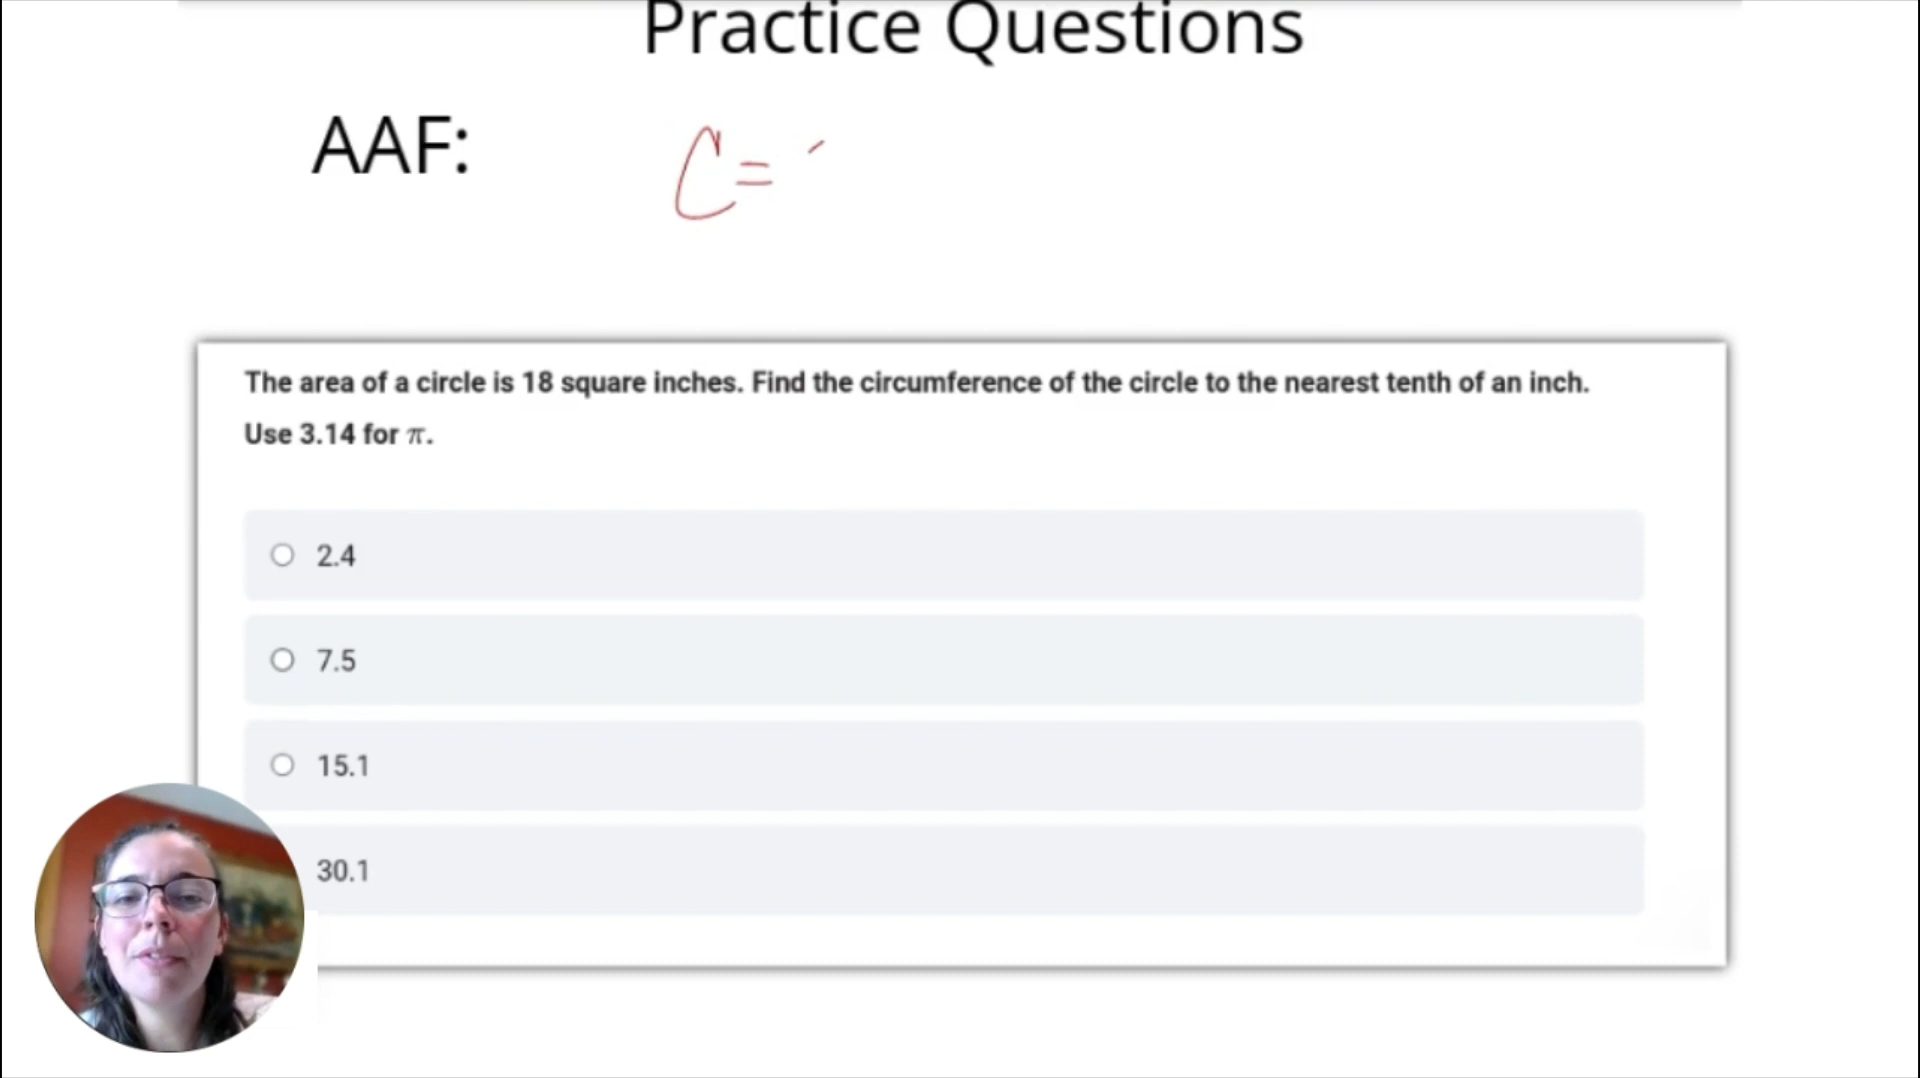 Practice Questions
AAF:
C=
The area of a circle is 18 square inches. Find the circumference of the circle to the nearest tenth of an inch.
Use 3.14 for π.
2.4
7.5
15.1
30.1